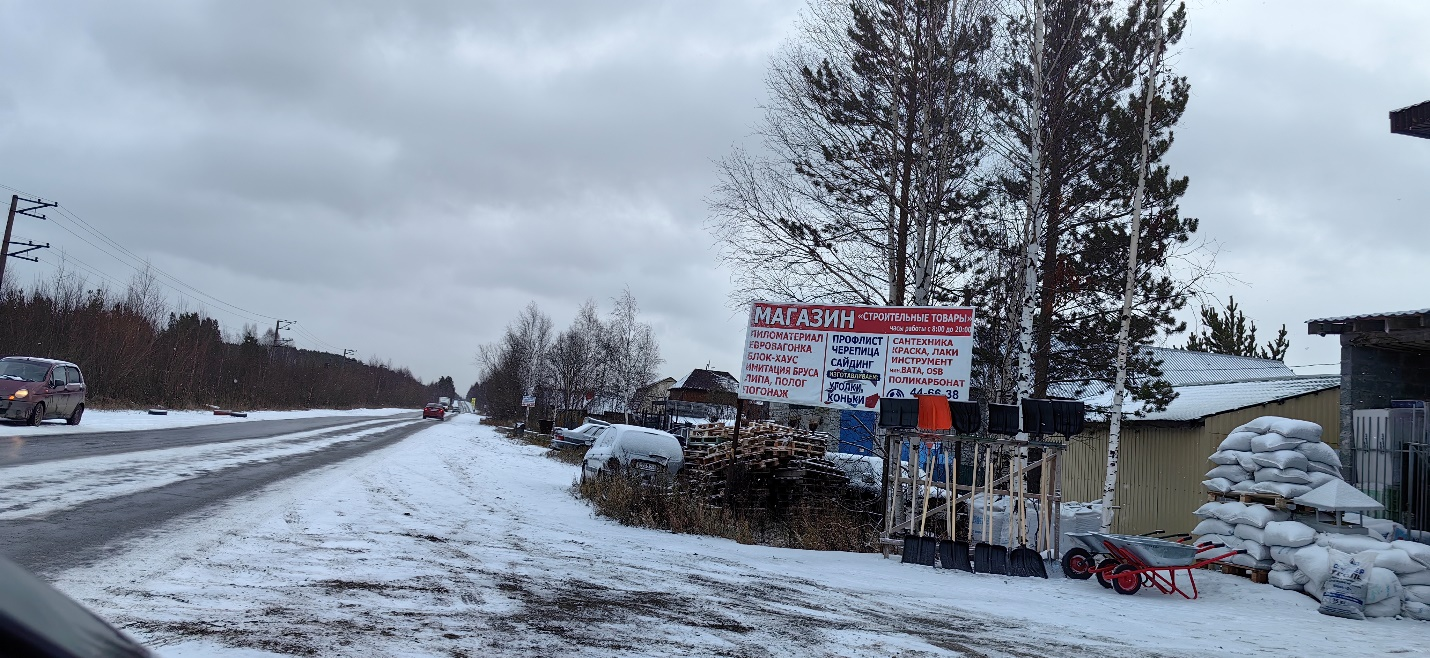 МАГАЗИН «СТРОИТЕЛЬНЫЕ ТОВАРЫ»
часы работы с 8:00 до 20:00
ПИЛОМАТЕРИАЛ
ЕВРОВАГОНКА
БЛОК-ХАУС
ИМИТАЦИЯ БРУСА
ЛИПА, ПОЛОГ
ПОГОНАЖ
ПРОФЛИСТ
ЧЕРЕПИЦА
САЙДИНГ
ИЗГОТАВЛИВАЕМ:
УГОЛКИ,
КОНЬКИ
САНТЕХНИКА
КРАСКА, ЛАКИ
ИНСТРУМЕНТ
мин.ВАТА, OSB
ПОЛИКАРБОНАТ
44-66-38